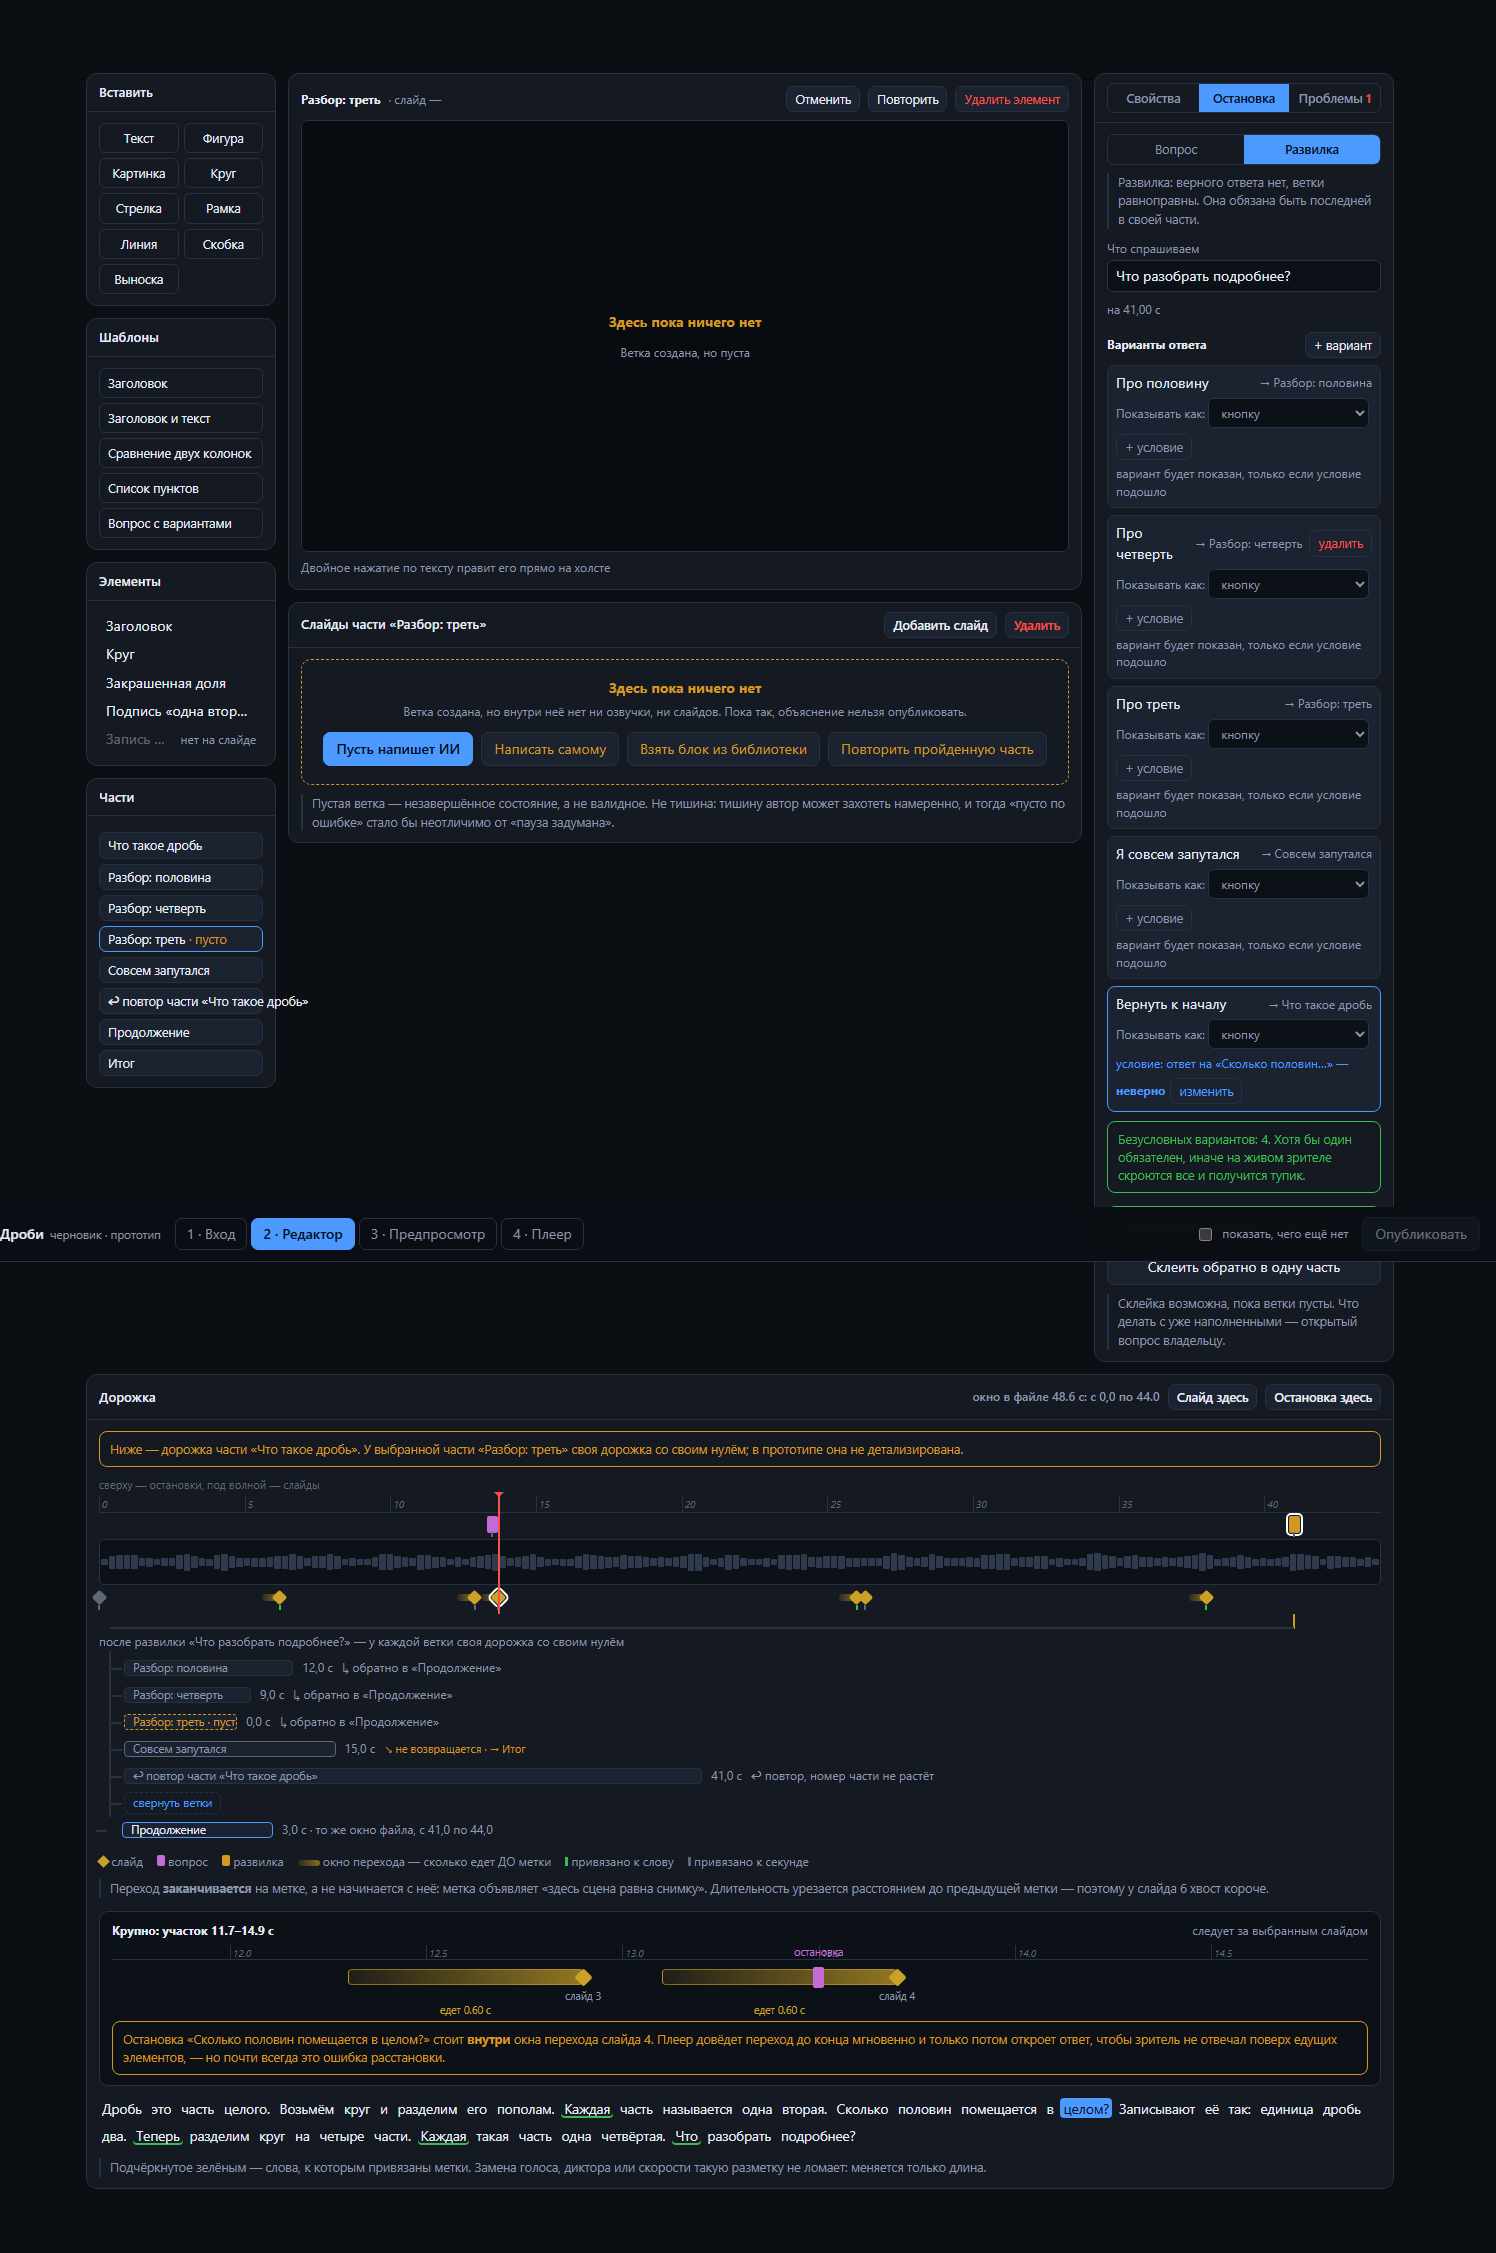 Вставить
Текст
Фигура
Картинка
Круг
Стрелка
Рамка
Линия
Скобка
Выноска
Шаблоны
Заголовок
Заголовок и текст
Сравнение двух колонок
Список пунктов
Вопрос с вариантами
Элементы
Заголовок
Круг
Закрашенная доля
Подпись «одна втор...
Запись ... нет на слайде
Части
Что такое дробь
Разбор: половина
Разбор: четверть
Разбор: треть · пусто
Совсем запутался
↩ повтор части «Что такое дробь»
Продолжение
Итог
Разбор: треть · слайд —
Отменить
Повторить
Удалить элемент
Здесь пока ничего нет
Ветка создана, но пуста
Двойное нажатие по тексту правит его прямо на холсте
Слайды части «Разбор: треть»
Добавить слайд
Удалить
Здесь пока ничего нет
Ветка создана, но внутри неё нет ни озвучки, ни слайдов. Пока так, объяснение нельзя опубликовать.
Пусть напишет ИИ
Написать самому
Взять блок из библиотеки
Повторить пройденную часть
Пустая ветка — незавершённое состояние, а не валидное. Не тишина: тишину автор может захотеть намеренно, и тогда «пусто по
ошибке» стало бы неотличимо от «пауза задумана».
Свойства
Остановка
Проблемы 1
Вопрос
Развилка
Развилка: верного ответа нет, ветки
равноправны. Она обязана быть последней
в своей части.
Что спрашиваем
Что разобрать подробнее?
на 41,00 с
Варианты ответа
+ вариант
Про половину → Разбор: половина
Показывать как: кнопку
+ условие
вариант будет показан, только если условие
подошло
Про
четверть
→ Разбор: четверть
удалить
Показывать как: кнопку
+ условие
вариант будет показан, только если условие
подошло
Про треть → Разбор: треть
Показывать как: кнопку
+ условие
вариант будет показан, только если условие
подошло
Я совсем запутался → Совсем запутался
Показывать как: кнопку
+ условие
вариант будет показан, только если условие
подошло
Вернуть к началу → Что такое дробь
Показывать как: кнопку
условие: ответ на «Сколько половин...» —
неверно изменить
Безусловных вариантов: 4. Хотя бы один
обязателен, иначе на живом зрителе
скроются все и получится тупик.
Дроби черновик · прототип
1 · Вход
2 · Редактор
3 · Предпросмотр
4 · Плеер
показать, чего ещё нет
Опубликовать
Склеить обратно в одну часть
Склейка возможна, пока ветки пусты. Что
делать с уже наполненными — открытый
вопрос владельцу.
Дорожка
окно в файле 48.6 с: с 0,0 по 44.0
Слайд здесь
Остановка здесь
Ниже — дорожка части «Что такое дробь». У выбранной части «Разбор: треть» своя дорожка со своим нулём; в прототипе она не детализирована.
сверху — остановки, под волной — слайды
0 5 10 15 20 25 30 35 40
после развилки «Что разобрать подробнее?» — у каждой ветки своя дорожка со своим нулём
Разбор: половина 12,0 с ↳ обратно в «Продолжение»
Разбор: четверть 9,0 с ↳ обратно в «Продолжение»
Разбор: треть · пуст 0,0 с ↳ обратно в «Продолжение»
Совсем запутался 15,0 с ↘ не возвращается · → Итог
↩ повтор части «Что такое дробь» 41,0 с ↩ повтор, номер части не растёт
свернуть ветки
Продолжение 3,0 с · то же окно файла, с 41,0 по 44,0
слайд вопрос развилка окно перехода — сколько едет ДО метки привязано к слову привязано к секунде
Переход заканчивается на метке, а не начинается с неё: метка объявляет «здесь сцена равна снимку». Длительность урезается расстоянием до предыдущей метки — поэтому у слайда 6 хвост короче.
Крупно: участок 11.7–14.9 с
следует за выбранным слайдом
12.0 12.5 13.0 14.0 14.5
остановка
слайд 3
слайд 4
едет 0.60 с
едет 0.60 с
Остановка «Сколько половин помещается в целом?» стоит внутри окна перехода слайда 4. Плеер доведёт переход до конца мгновенно и только потом откроет ответ, чтобы зритель не отвечал поверх едущих
элементов, — но почти всегда это ошибка расстановки.
Дробь это часть целого. Возьмём круг и разделим его пополам. Каждая часть называется одна вторая. Сколько половин помещается в целом? Записывают её так: единица дробь
два. Теперь разделим круг на четыре части. Каждая такая часть одна четвёртая. Что разобрать подробнее?
Подчёркнутое зелёным — слова, к которым привязаны метки. Замена голоса, диктора или скорости такую разметку не ломает: меняется только длина.